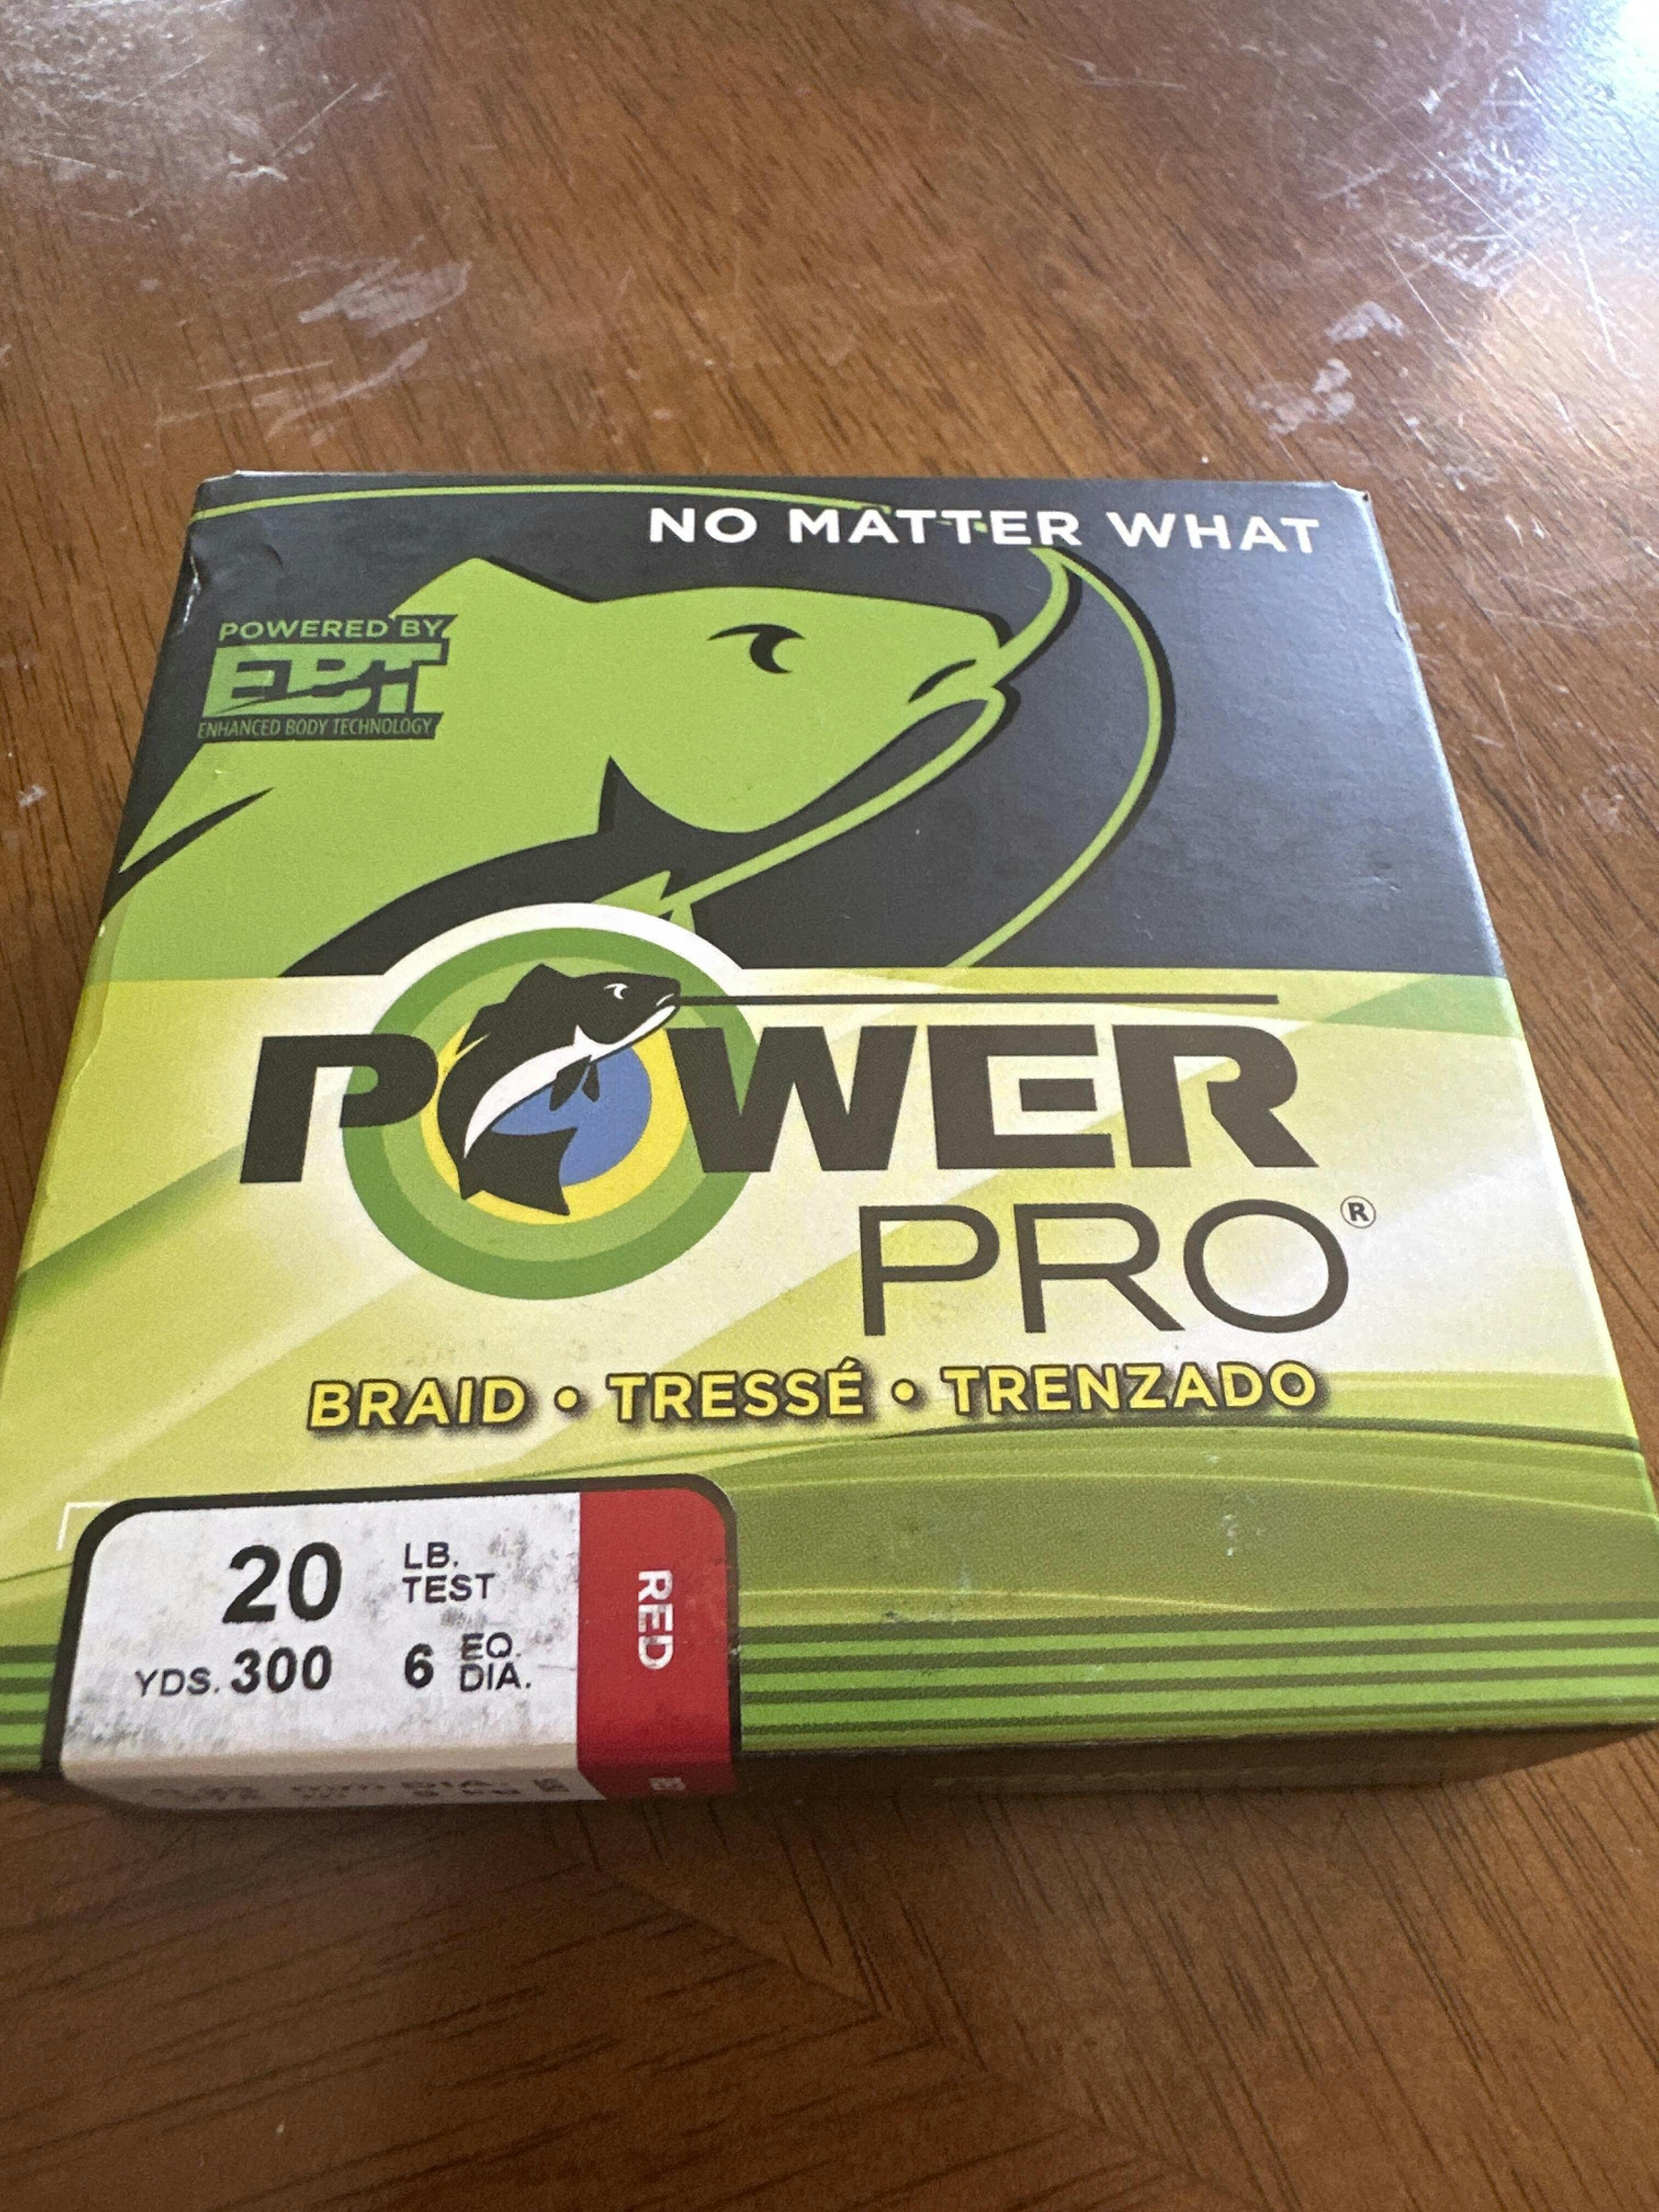 NO MATTER WHAT
POWERED BY
EBT
ENHANCED BODY TECHNOLOGY
POWER
PRO®
BRAID • TRESSÉ • TRENZADO
20 LB. TEST
YDS. 300 6 EQ. DIA.
RED